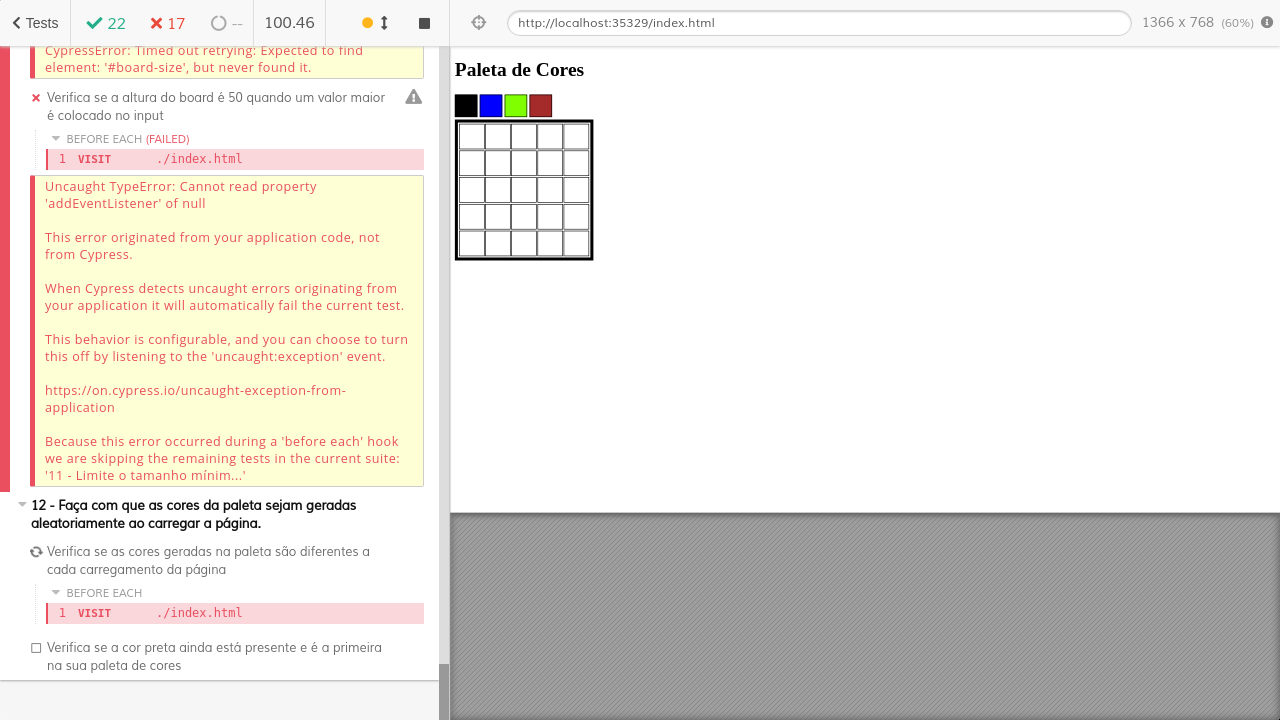 Tests
22
17
--
100.46
http://localhost:35329/index.html
1366 x 768 (60%)
CypressError: Timed out retrying: Expected to find
element: '#board-size', but never found it.
Verifica se a altura do board é 50 quando um valor maior
é colocado no input
BEFORE EACH (FAILED)
1 VISIT ./index.html
Uncaught TypeError: Cannot read property
'addEventListener' of null
This error originated from your application code, not
from Cypress.
When Cypress detects uncaught errors originating from
your application it will automatically fail the current test.
This behavior is configurable, and you can choose to turn
this off by listening to the 'uncaught:exception' event.
https://on.cypress.io/uncaught-exception-from-
application
Because this error occurred during a 'before each' hook
we are skipping the remaining tests in the current suite:
'11 - Limite o tamanho mínim...'
12 - Faça com que as cores da paleta sejam geradas
aleatoriamente ao carregar a página.
Verifica se as cores geradas na paleta são diferentes a
cada carregamento da página
BEFORE EACH
1 VISIT ./index.html
Verifica se a cor preta ainda está presente e é a primeira
na sua paleta de cores
Paleta de Cores